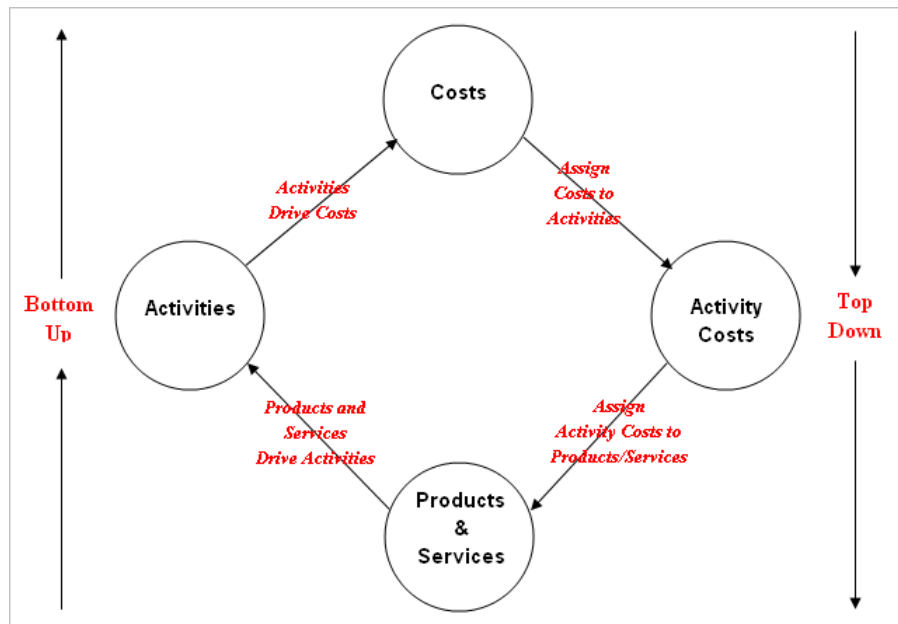 Costs
Activities
Drive Costs
Assign
Costs to
Activities
Activities
Activity
Costs
Bottom
Up
Top
Down
Products and
Services
Drive Activities
Assign
Activity Costs to
Products/Services
Products
&
Services